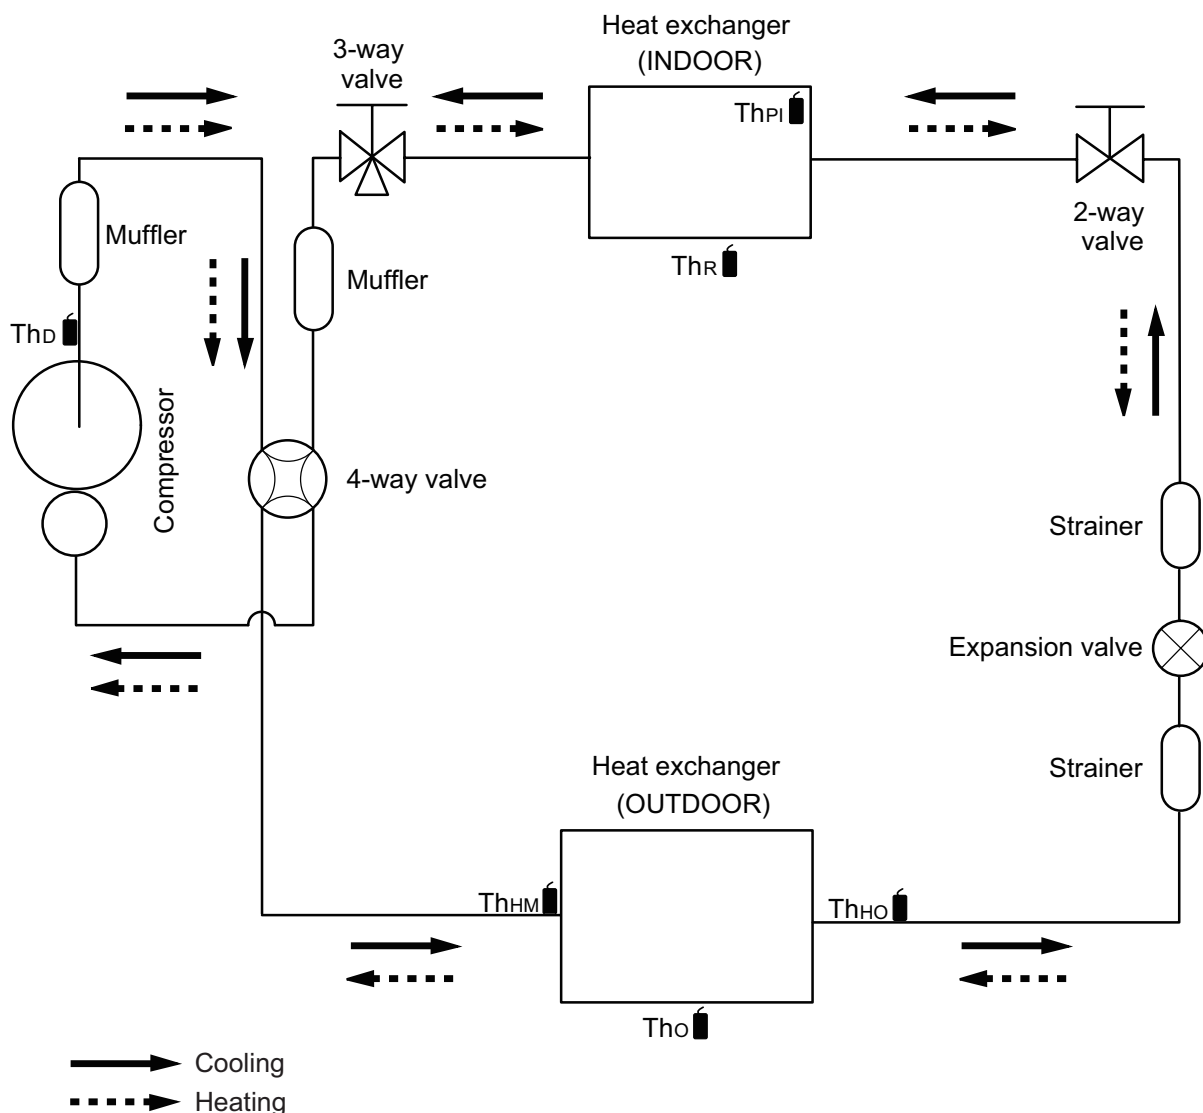 Heat exchanger
(INDOOR)
3-way
valve
ThPI
Muffler
2-way
valve
ThR
Muffler
ThD
Compressor
4-way valve
Strainer
Expansion valve
Strainer
Heat exchanger
(OUTDOOR)
ThHM
ThHO
ThO
Cooling
Heating